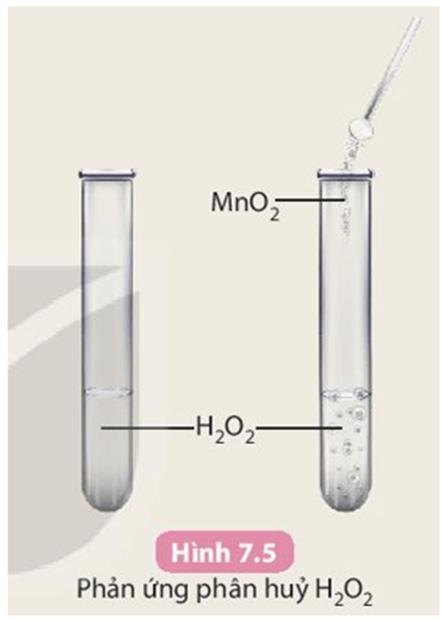 MnO₂
H₂O₂
Hình 7.5
Phản ứng phân huỷ H₂O₂